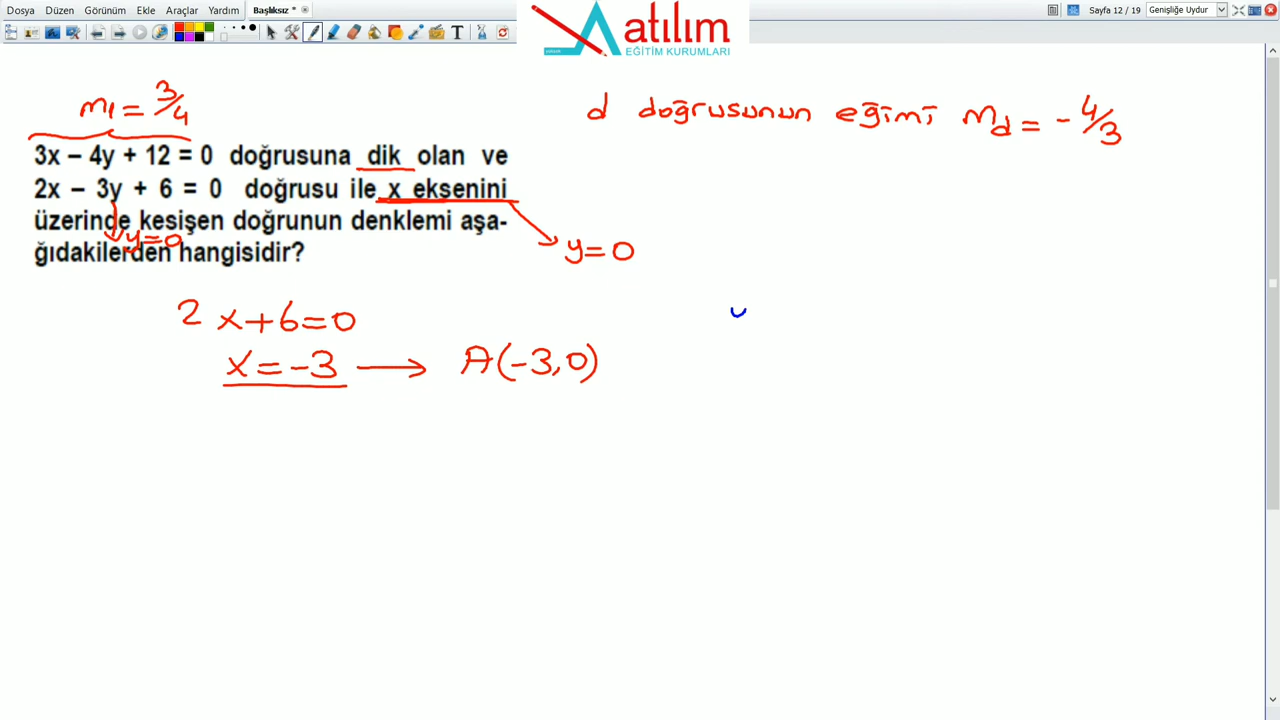 Dosya Düzen Görünüm Ekle Araçlar Yardım Başlıksız * Sayfa 12 / 19 Genişliğe Uydur
atılım
EĞİTİM KURUMLARI
m1 = 3/4
d doğrusunun eğimi md = -4/3
3x – 4y + 12 = 0 doğrusuna dik olan ve
2x – 3y + 6 = 0 doğrusu ile x eksenini
üzerinde kesişen doğrunun denklemi aşa-
ğıdakilerden hangisidir?
y=0
y=0
2x+6=0
x=-3 → A(-3,0)